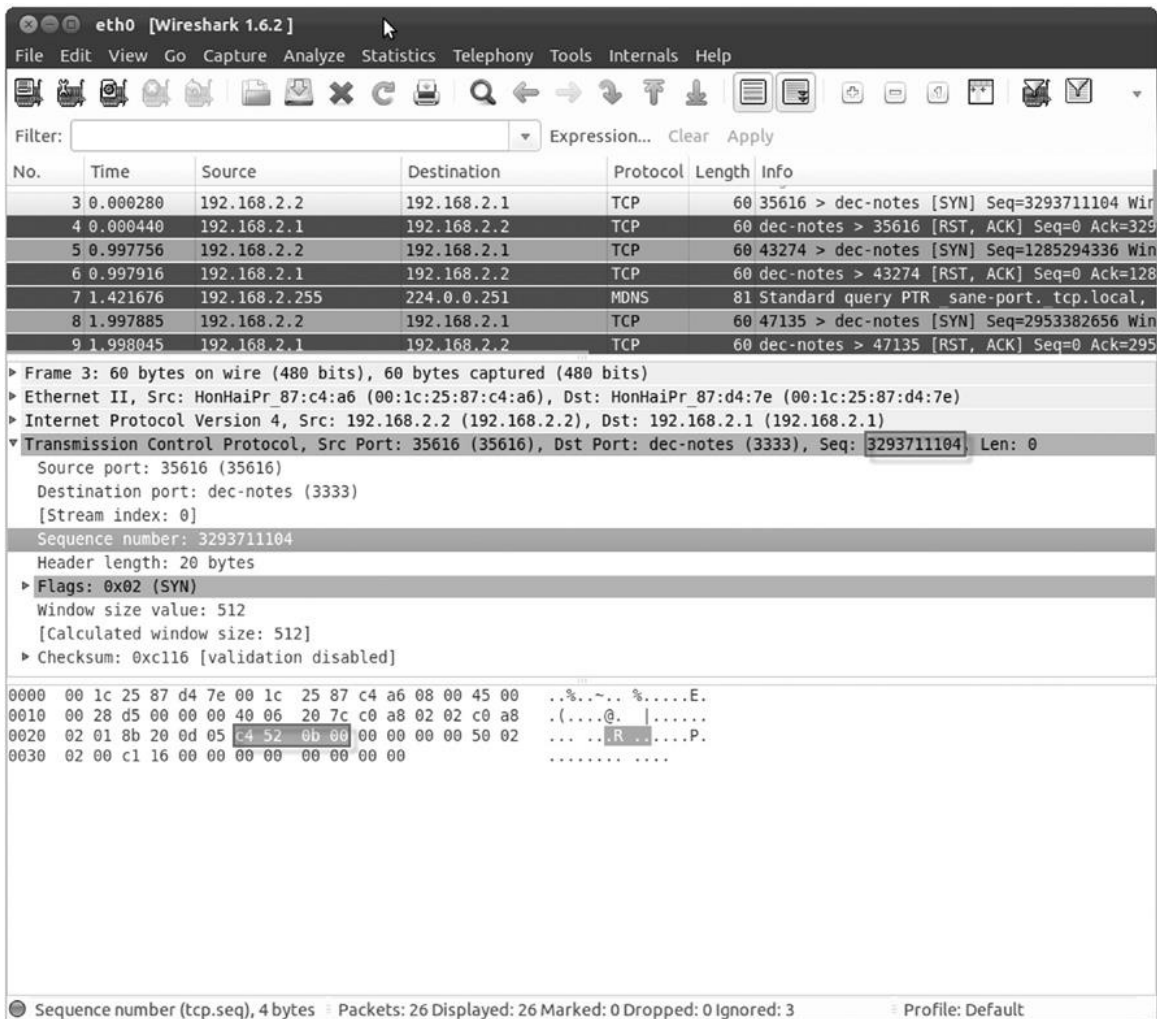 eth0 [Wireshark 1.6.2 ]
File Edit View Go Capture Analyze Statistics Telephony Tools Internals Help
Filter: Expression... Clear Apply
No. Time Source Destination Protocol Length Info
3 0.000280 192.168.2.2 192.168.2.1 TCP 60 35616 > dec-notes [SYN] Seq=3293711104 Win
4 0.000440 192.168.2.1 192.168.2.2 TCP 60 dec-notes > 35616 [RST, ACK] Seq=0 Ack=329
5 0.997756 192.168.2.2 192.168.2.1 TCP 60 43274 > dec-notes [SYN] Seq=1285294336 Win
6 0.997916 192.168.2.1 192.168.2.2 TCP 60 dec-notes > 43274 [RST, ACK] Seq=0 Ack=128
7 1.421676 192.168.2.255 224.0.0.251 MDNS 81 Standard query PTR _sane-port._tcp.local,
8 1.997885 192.168.2.2 192.168.2.1 TCP 60 47135 > dec-notes [SYN] Seq=2953382656 Win
9 1.998045 192.168.2.1 192.168.2.2 TCP 60 dec-notes > 47135 [RST, ACK] Seq=0 Ack=295
Frame 3: 60 bytes on wire (480 bits), 60 bytes captured (480 bits)
Ethernet II, Src: HonHaiPr_87:c4:a6 (00:1c:25:87:c4:a6), Dst: HonHaiPr_87:d4:7e (00:1c:25:87:d4:7e)
Internet Protocol Version 4, Src: 192.168.2.2 (192.168.2.2), Dst: 192.168.2.1 (192.168.2.1)
Transmission Control Protocol, Src Port: 35616 (35616), Dst Port: dec-notes (3333), Seq: 3293711104, Len: 0
Source port: 35616 (35616)
Destination port: dec-notes (3333)
[Stream index: 0]
Sequence number: 3293711104
Header length: 20 bytes
Flags: 0x02 (SYN)
Window size value: 512
[Calculated window size: 512]
Checksum: 0xc116 [validation disabled]
0000 00 1c 25 87 d4 7e 00 1c 25 87 c4 a6 08 00 45 00 ..%..~.. %.....E.
0010 00 28 d5 00 00 00 40 06 20 7c c0 a8 02 02 c0 a8 .(....@. |......
0020 02 01 8b 20 0d 05 c4 52 0b 00 00 00 00 00 50 02 ... ...R ......P.
0030 02 00 c1 16 00 00 00 00 00 00 00 00 ........ ....
Sequence number (tcp.seq), 4 bytes Packets: 26 Displayed: 26 Marked: 0 Dropped: 0 Ignored: 3 Profile: Default